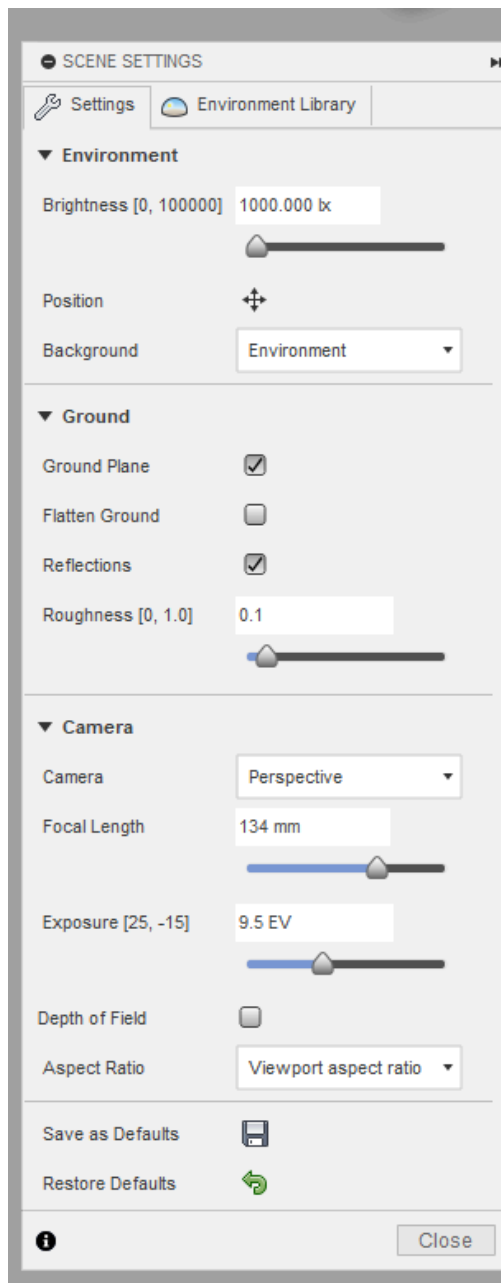 SCENE SETTINGS
Settings Environment Library
Environment
Brightness [0, 100000] 1000.000 lx
Position
Background Environment
Ground
Ground Plane
Flatten Ground
Reflections
Roughness [0, 1.0] 0.1
Camera
Camera Perspective
Focal Length 134 mm
Exposure [25, -15] 9.5 EV
Depth of Field
Aspect Ratio Viewport aspect ratio
Save as Defaults
Restore Defaults
Close